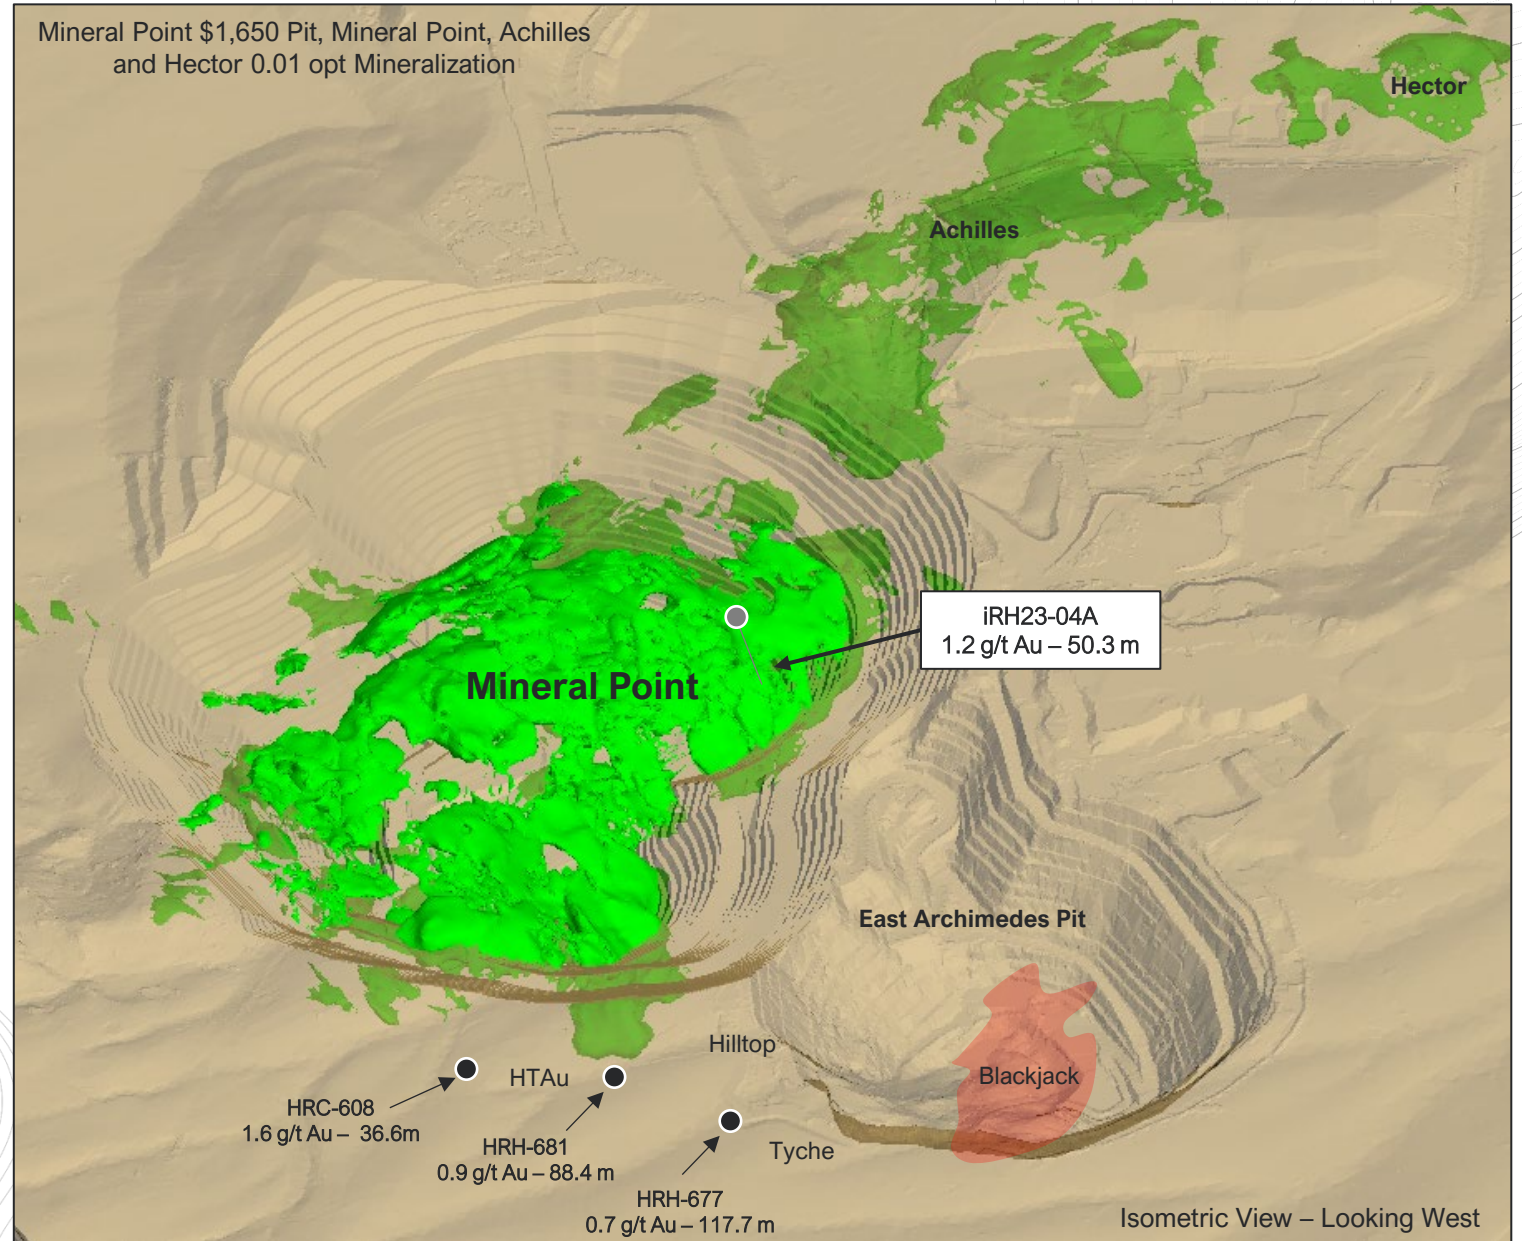 Mineral Point $1,650 Pit, Mineral Point, Achilles
and Hector 0.01 opt Mineralization
Hector
Achilles
iRH23-04A
1.2 g/t Au – 50.3 m
Mineral Point
East Archimedes Pit
Hilltop
Blackjack
HTAu
HRC-608
1.6 g/t Au –  36.6m
HRH-681
0.9 g/t Au – 88.4 m
Tyche
HRH-677
0.7 g/t Au – 117.7 m
Isometric View – Looking West